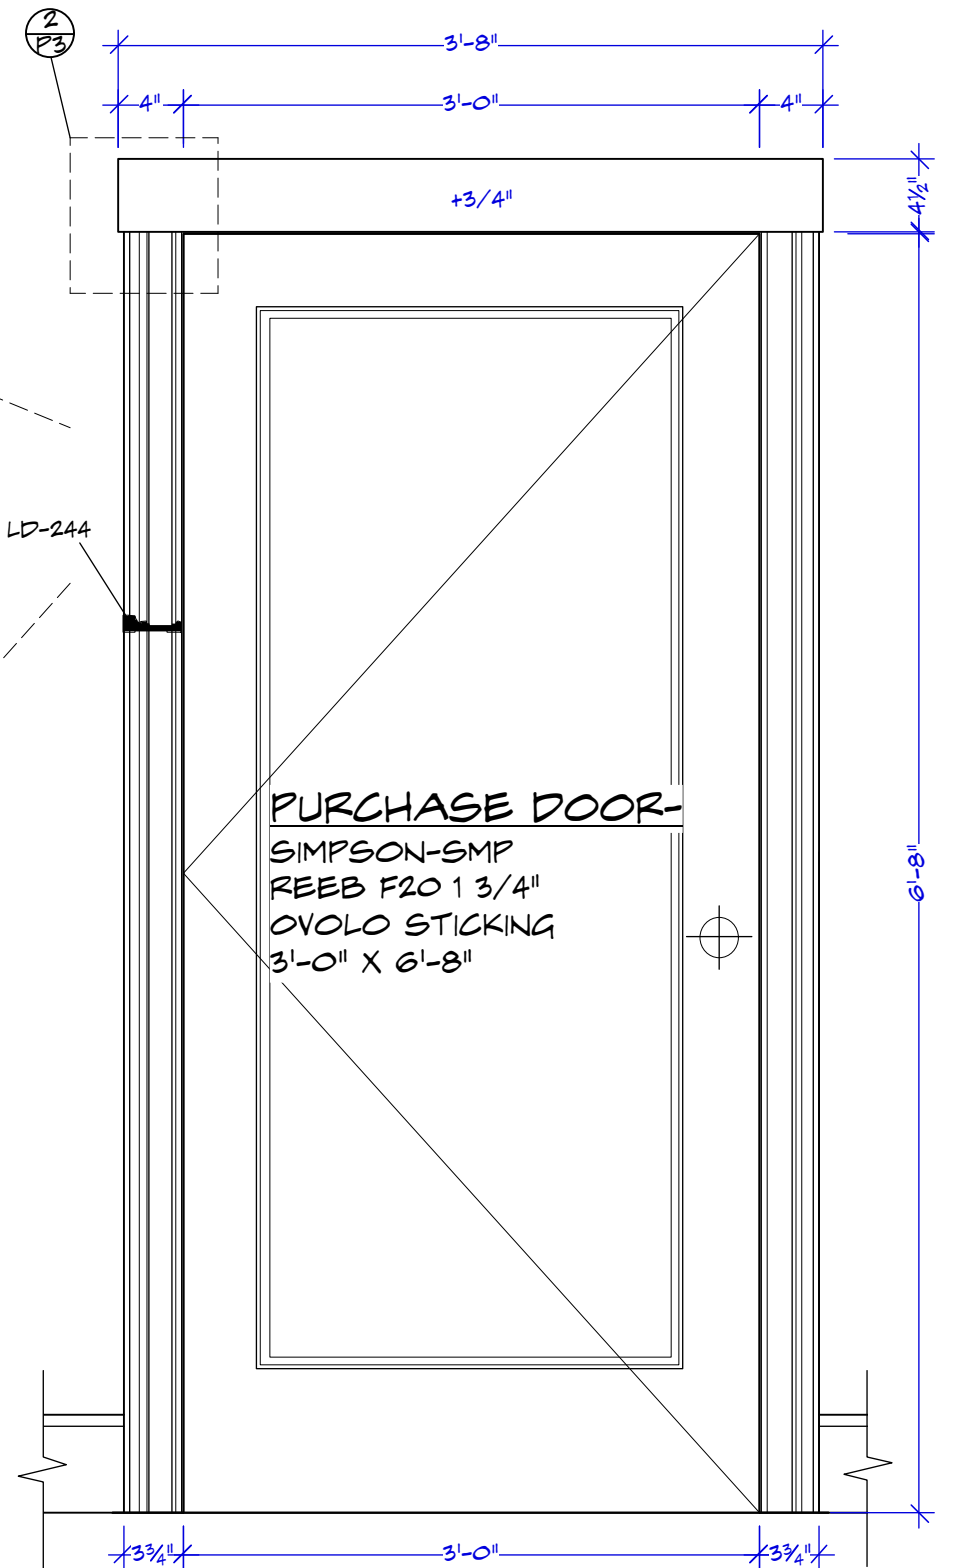 2
P3
3'-8"
4" 3'-0" 4"
+3/4"
4½"
LD-244
PURCHASE DOOR-
SIMPSON-SMP
REEB F20 1 3/4"
OVOLO STICKING
3'-0" X 6'-8"
6'-8"
3¾" 3'-0" 3¾"